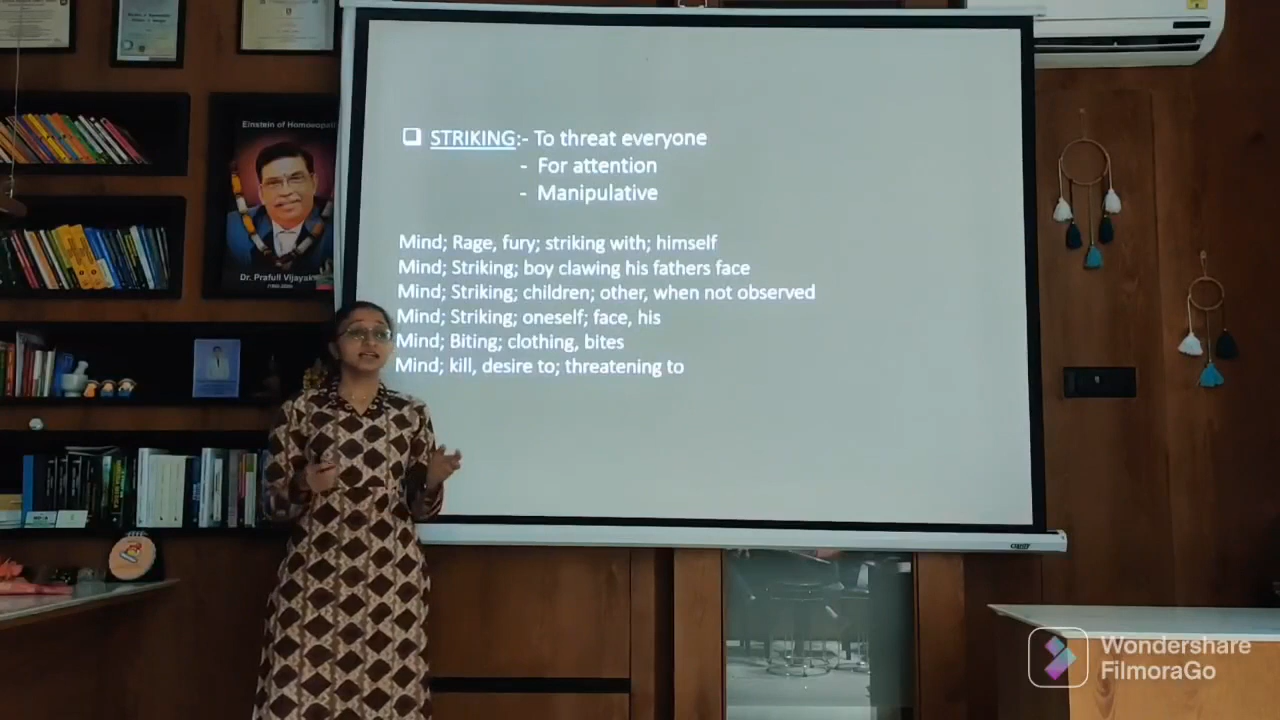 STRIKING:- To threat everyone
- For attention
- Manipulative
Mind; Rage, fury; striking with; himself
Mind; Striking; boy clawing his fathers face
Mind; Striking; children; other, when not observed
Mind; Striking; oneself; face, his
Mind; Biting; clothing, bites
Mind; kill, desire to; threatening to
Einstein of Homoeopat
Dr. Prafull Vijayak
Wondershare
FilmoraGo